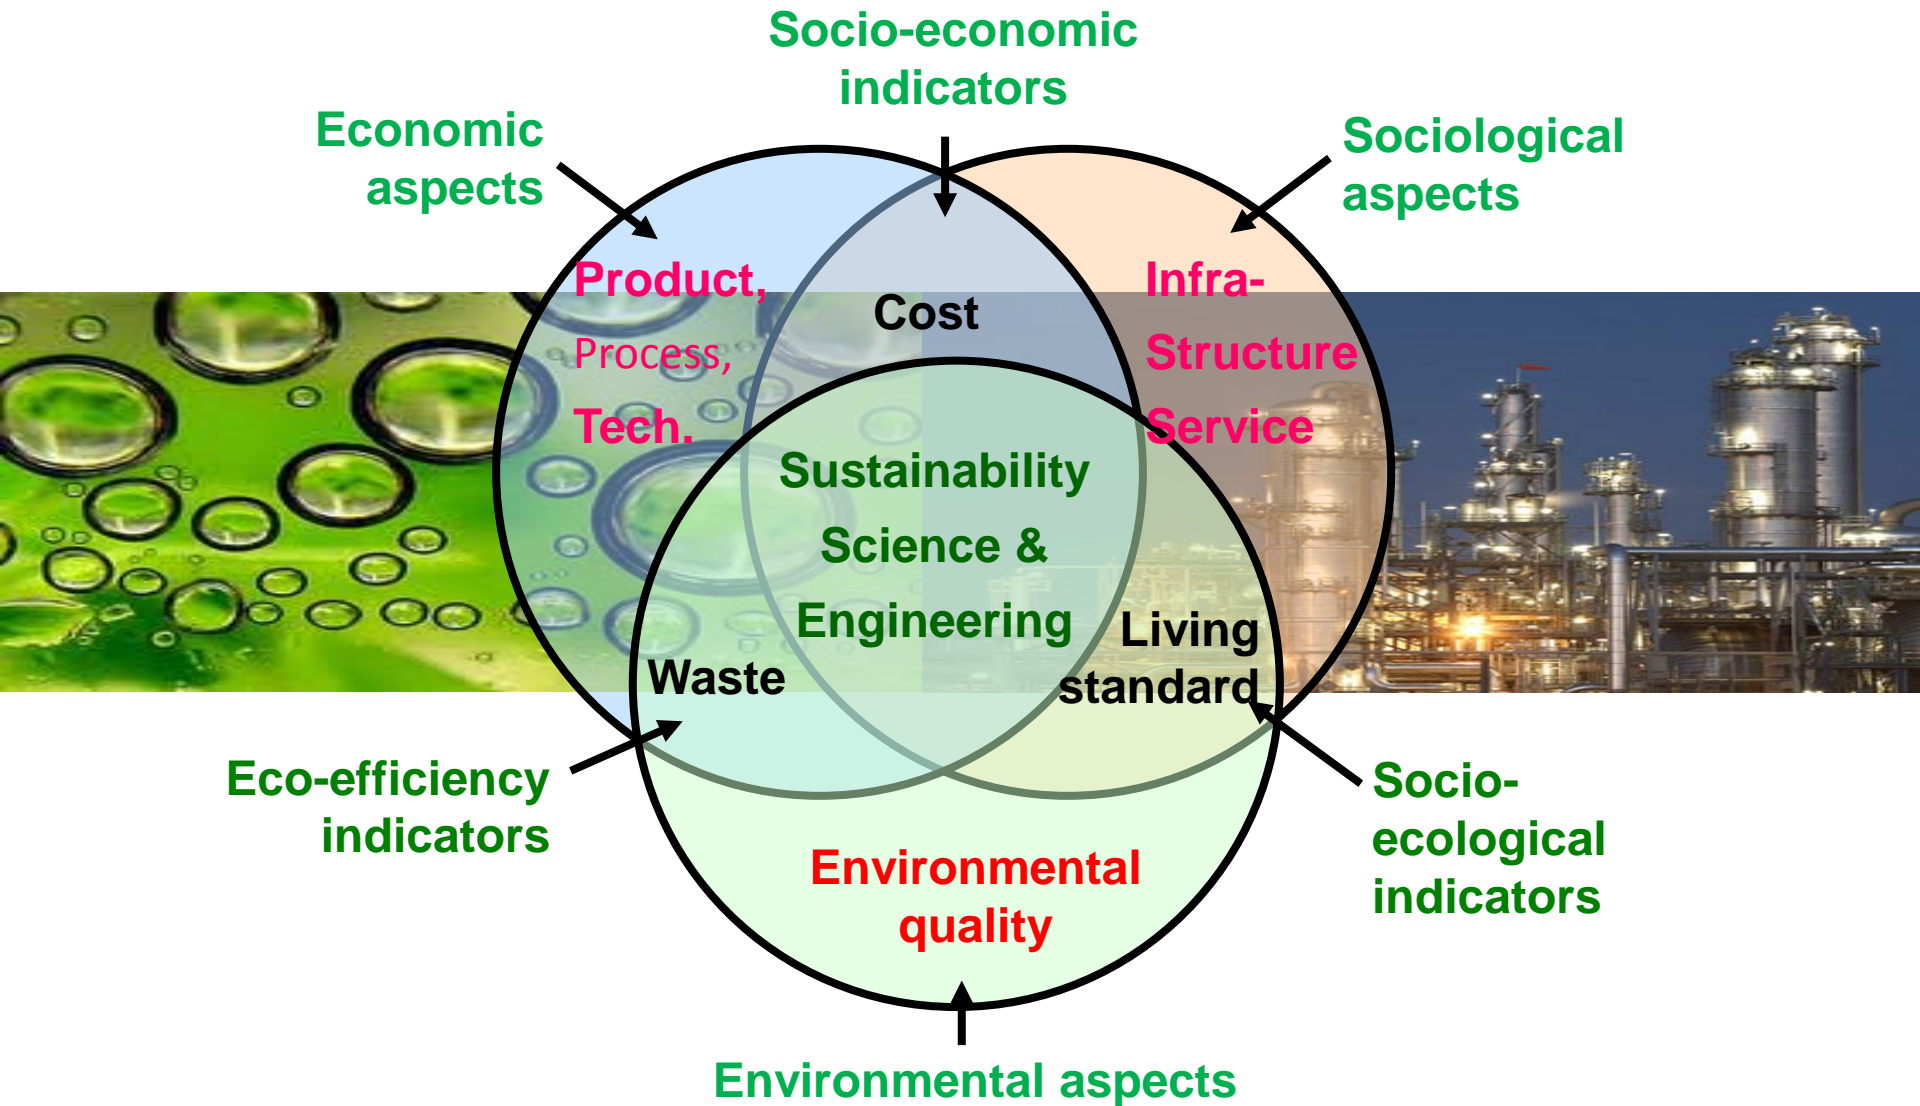 Socio-economic
indicators
Economic
aspects
Sociological
aspects
Product,
Process,
Tech.
Cost
Infra-
Structure
Service
Sustainability
Science &
Engineering
Waste
Living
standard
Eco-efficiency
indicators
Socio-
ecological
indicators
Environmental
quality
Environmental aspects